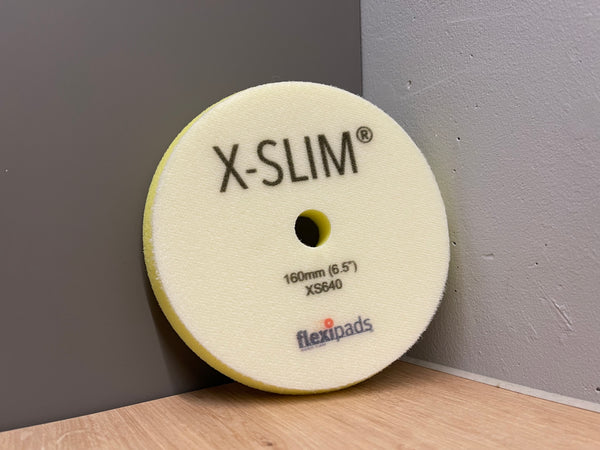 X-SLIM®
160mm (6.5")
XS640
flexipads